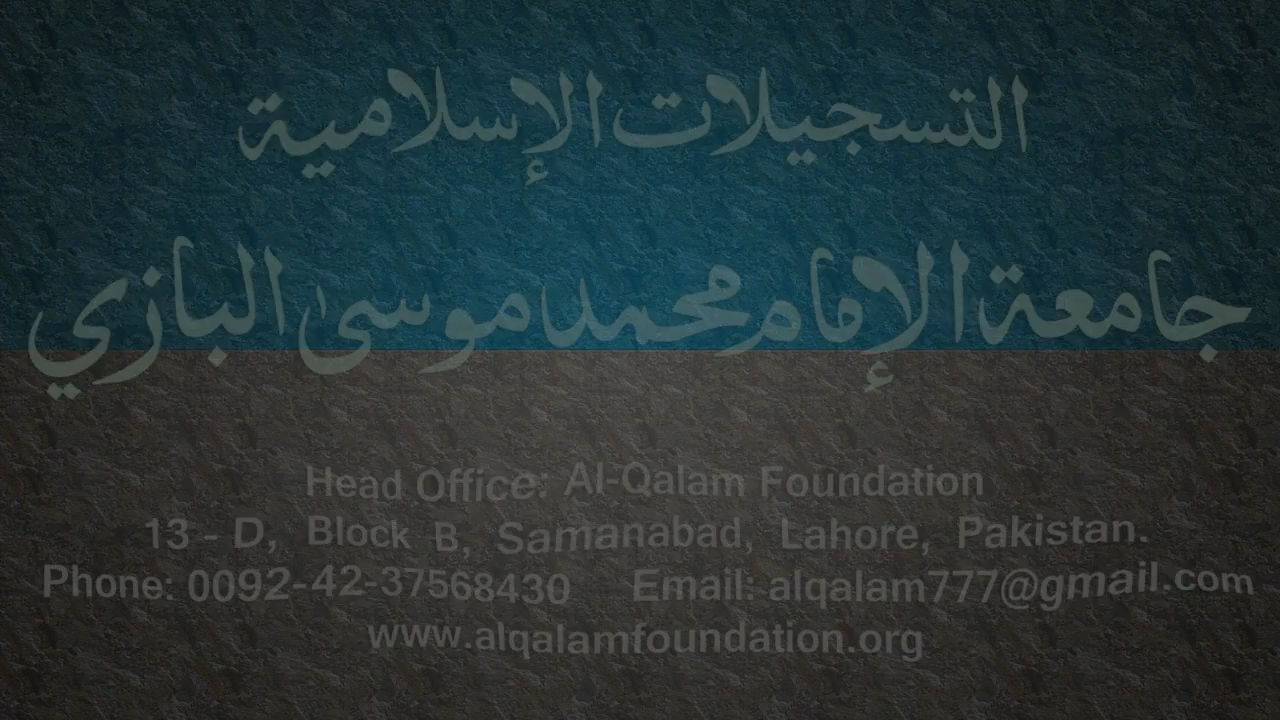 التسجيلات الإسلامية
جامعة الإمام محمد موسىٰ البازي
Head Office: Al-Qalam Foundation
13 - D, Block B, Samanabad, Lahore, Pakistan.
Phone: 0092-42-37568430 Email: alqalam777@gmail.com
www.alqalamfoundation.org